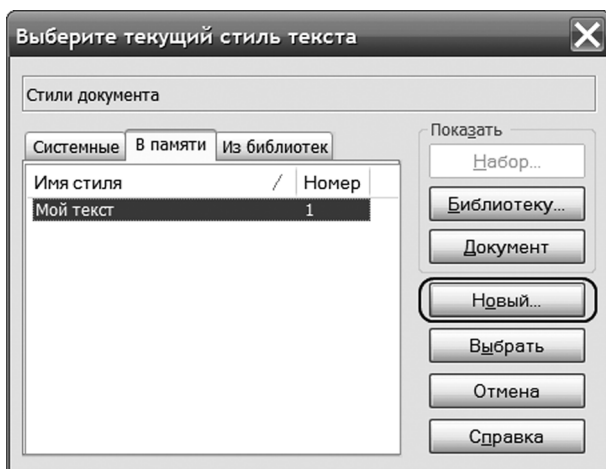 Выберите текущий стиль текста
Стили документа
Системные В памяти Из библиотек
Имя стиля / Номер
Мой текст 1
Показать
Набор...
Библиотеку...
Документ
Новый...
Выбрать
Отмена
Справка